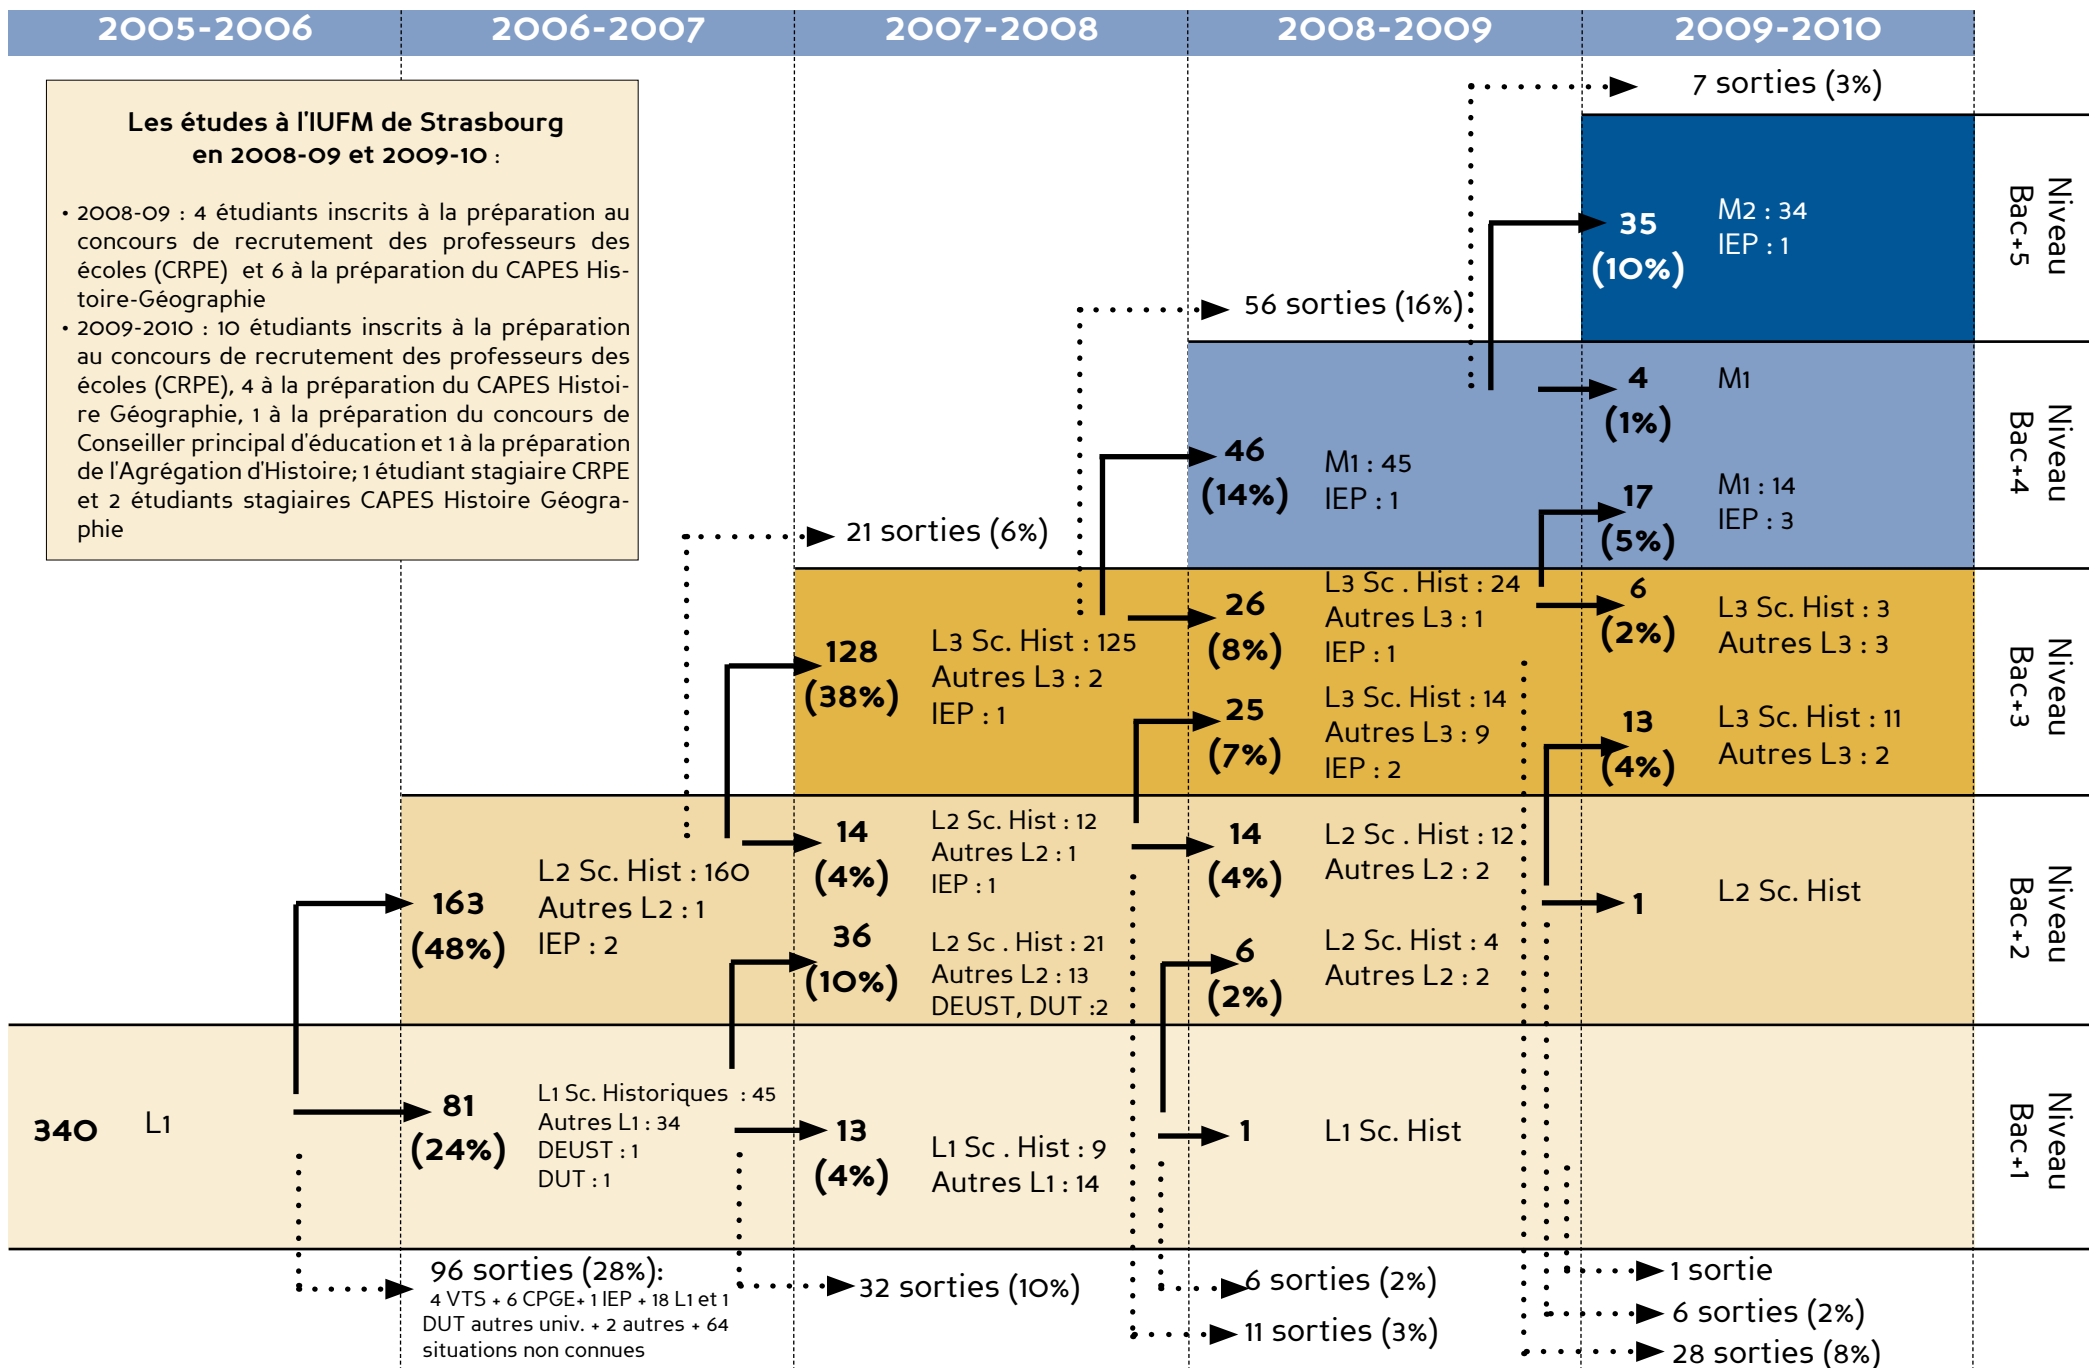 2005-2006
2006-2007
2007-2008
2008-2009
2009-2010
Les études à l'IUFM de Strasbourg
en 2008-09 et 2009-10 :
• 2008-09 : 4 étudiants inscrits à la préparation au
concours de recrutement des professeurs des
écoles (CRPE) et 6 à la préparation du CAPES His-
toire-Géographie
• 2009-2010 : 10 étudiants inscrits à la préparation
au concours de recrutement des professeurs des
écoles (CRPE), 4 à la préparation du CAPES Histoi-
re Géographie, 1 à la préparation du concours de
Conseiller principal d'éducation et 1 à la préparation
de l'Agrégation d'Histoire; 1 étudiant stagiaire CRPE
et 2 étudiants stagiaires CAPES Histoire Géogra-
phie
7 sorties (3%)
35
(10%)
M2 : 34
IEP : 1
Niveau
Bac+5
56 sorties (16%)
46
(14%)
M1 : 45
IEP : 1
4
(1%)
M1
17
(5%)
M1 : 14
IEP : 3
Niveau
Bac+4
21 sorties (6%)
128
(38%)
L3 Sc. Hist : 125
Autres L3 : 2
IEP : 1
26
(8%)
L3 Sc . Hist : 24
Autres L3 : 1
IEP : 1
25
(7%)
L3 Sc. Hist : 14
Autres L3 : 9
IEP : 2
6
(2%)
L3 Sc. Hist : 3
Autres L3 : 3
13
(4%)
L3 Sc. Hist : 11
Autres L3 : 2
Niveau
Bac+3
163
(48%)
L2 Sc. Hist : 160
Autres L2 : 1
IEP : 2
14
(4%)
L2 Sc. Hist : 12
Autres L2 : 1
IEP : 1
36
(10%)
L2 Sc . Hist : 21
Autres L2 : 13
DEUST, DUT :2
14
(4%)
L2 Sc . Hist : 12
Autres L2 : 2
6
(2%)
L2 Sc. Hist : 4
Autres L2 : 2
1
L2 Sc. Hist
Niveau
Bac+2
340
L1
81
(24%)
L1 Sc. Historiques : 45
Autres L1 : 34
DEUST : 1
DUT : 1
13
(4%)
L1 Sc . Hist : 9
Autres L1 : 14
1
L1 Sc. Hist
Niveau
Bac+1
96 sorties (28%):
4 VTS + 6 CPGE+ 1 IEP + 18 L1 et 1
DUT autres univ. + 2 autres + 64
situations non connues
32 sorties (10%)
6 sorties (2%)
11 sorties (3%)
1 sortie
6 sorties (2%)
28 sorties (8%)